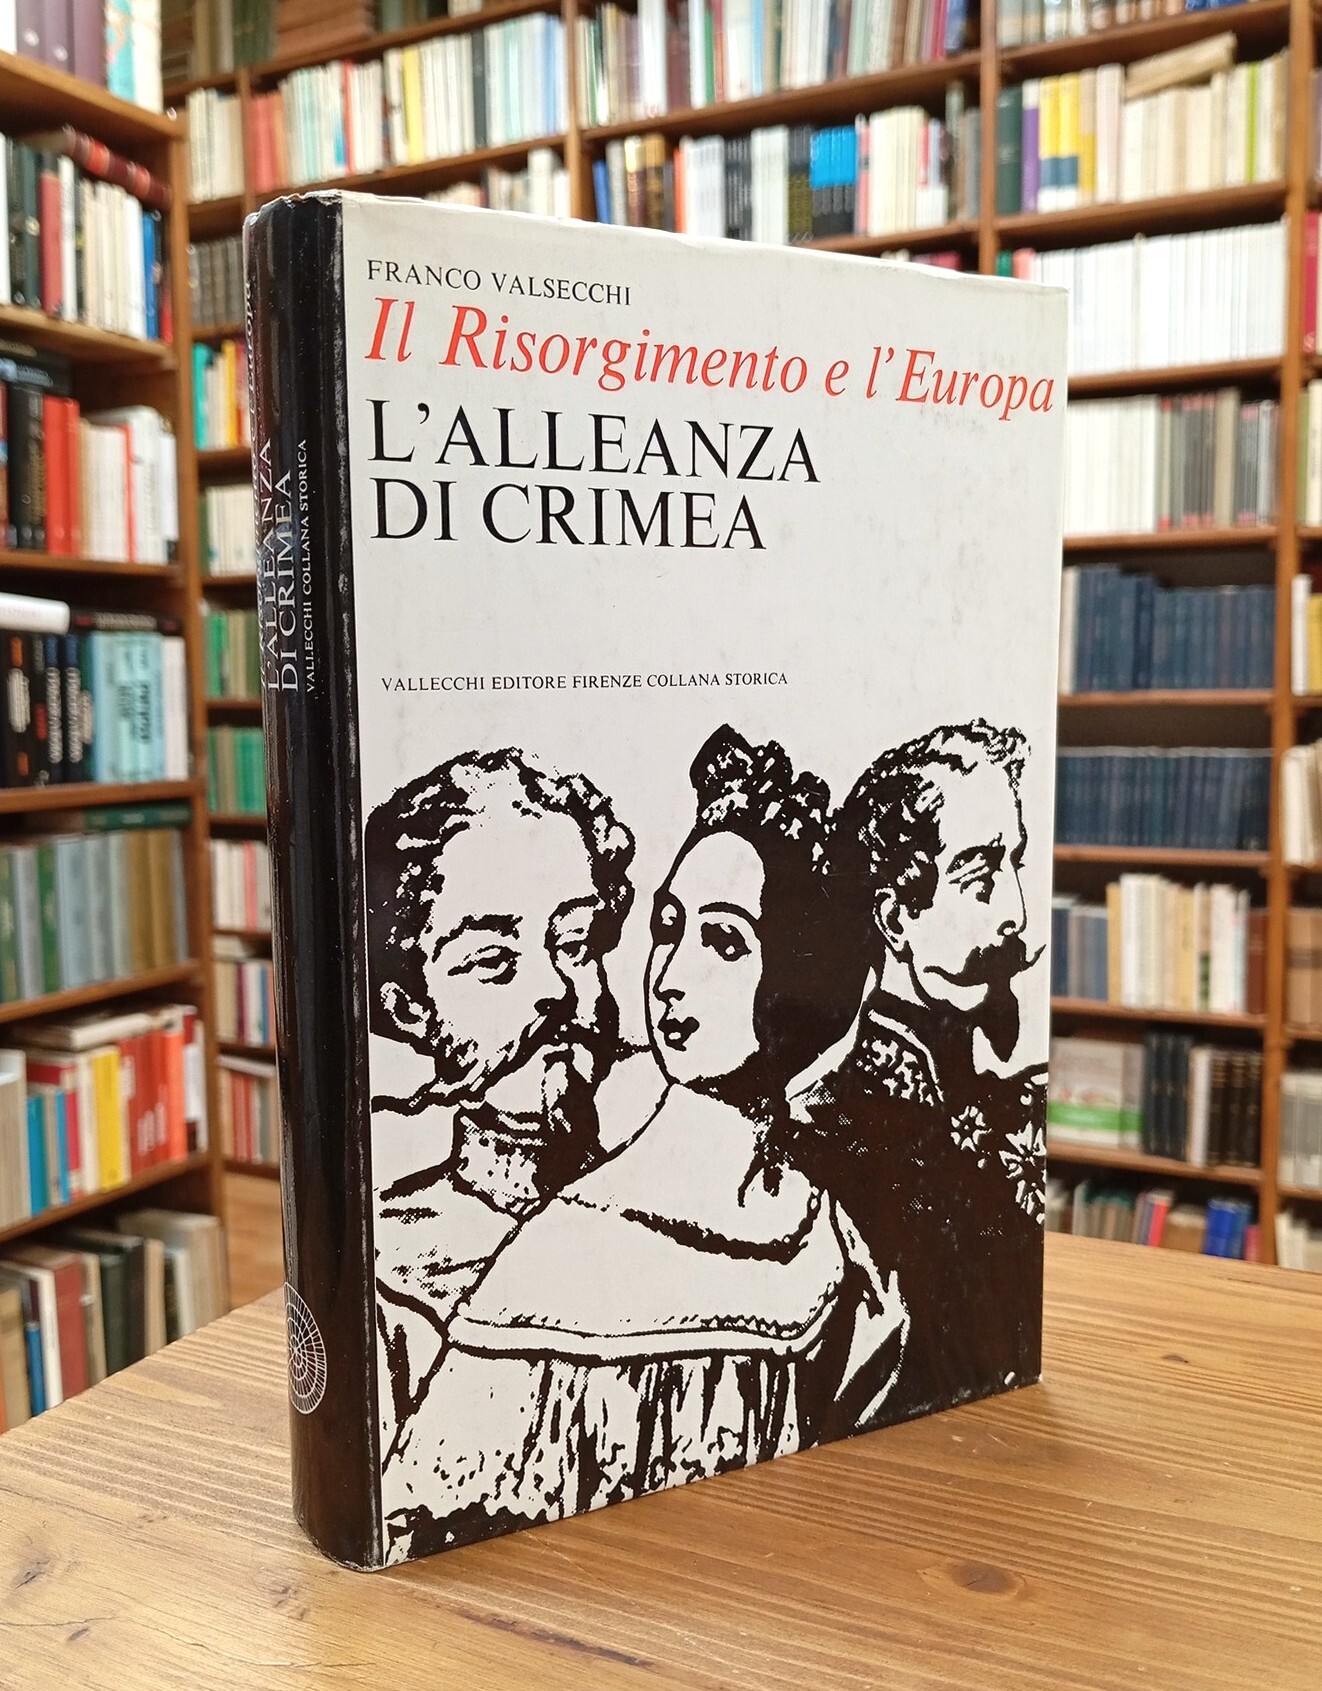 FRANCO VALSECCHI
Il Risorgimento e l'Europa
L'ALLEANZA
DI CRIMEA
VALLECCHI EDITORE FIRENZE COLLANA STORICA
L'ALLEANZA
DI CRIMEA
VALLECCHI COLLANA STORICA